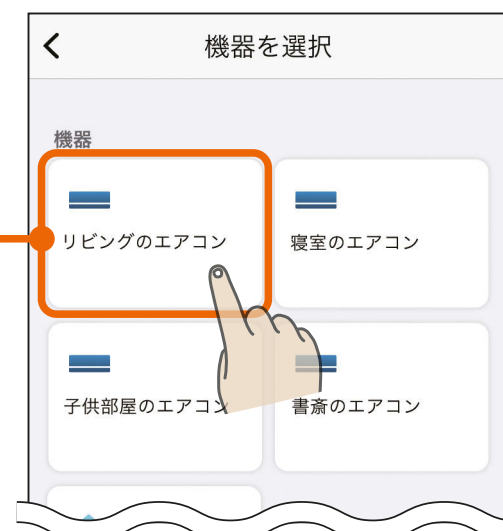 機器を選択
機器
リビングのエアコン
寝室のエアコン
子供部屋のエアコン
書斎のエアコン